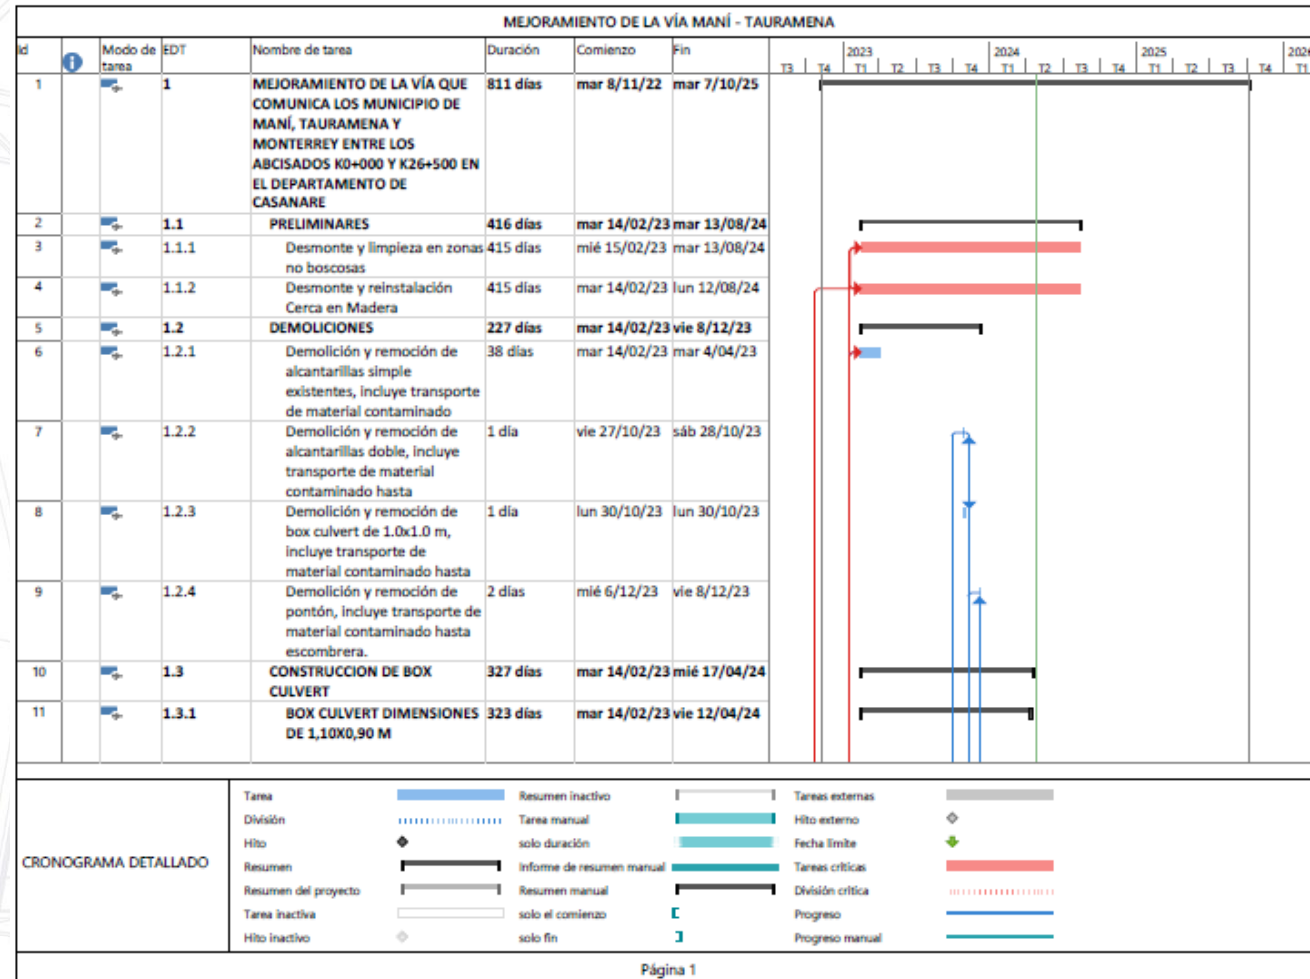 MEJORAMIENTO DE LA VÍA MANÍ - TAURAMENA
Id Modo de tarea EDT Nombre de tarea Duración Comienzo Fin
2023 2024 2025 2026
T3 T4 T1 T2 T3 T4 T1 T2 T3 T4 T1 T2 T3 T4 T1
1 1 MEJORAMIENTO DE LA VÍA QUE 811 días mar 8/11/22 mar 7/10/25
COMUNICA LOS MUNICIPIO DE
MANÍ, TAURAMENA Y
MONTERREY ENTRE LOS
ABCISADOS K0+000 Y K26+500 EN
EL DEPARTAMENTO DE
CASANARE
2 1.1 PRELIMINARES 416 días mar 14/02/23 mar 13/08/24
3 1.1.1 Desmonte y limpieza en zonas 415 días mié 15/02/23 mar 13/08/24
no boscosas
4 1.1.2 Desmonte y reinstalación 415 días mar 14/02/23 lun 12/08/24
Cerca en Madera
5 1.2 DEMOLICIONES 227 días mar 14/02/23 vie 8/12/23
6 1.2.1 Demolición y remoción de 38 días mar 14/02/23 mar 4/04/23
alcantarillas simple
existentes, incluye transporte
de material contaminado
7 1.2.2 Demolición y remoción de 1 día vie 27/10/23 sáb 28/10/23
alcantarillas doble, incluye
transporte de material
contaminado hasta
8 1.2.3 Demolición y remoción de 1 día lun 30/10/23 lun 30/10/23
box culvert de 1.0x1.0 m,
incluye transporte de
material contaminado hasta
9 1.2.4 Demolición y remoción de 2 días mié 6/12/23 vie 8/12/23
pontón, incluye transporte de
material contaminado hasta
escombrera.
10 1.3 CONSTRUCCION DE BOX 327 días mar 14/02/23 mié 17/04/24
CULVERT
11 1.3.1 BOX CULVERT DIMENSIONES 323 días mar 14/02/23 vie 12/04/24
DE 1,10X0,90 M
CRONOGRAMA DETALLADO
Tarea Resumen inactivo Tareas externas
División Tarea manual Hito externo
Hito solo duración Fecha límite
Resumen Informe de resumen manual Tareas críticas
Resumen del proyecto Resumen manual División crítica
Tarea inactiva solo el comienzo Progreso
Hito inactivo solo fin Progreso manual
Página 1